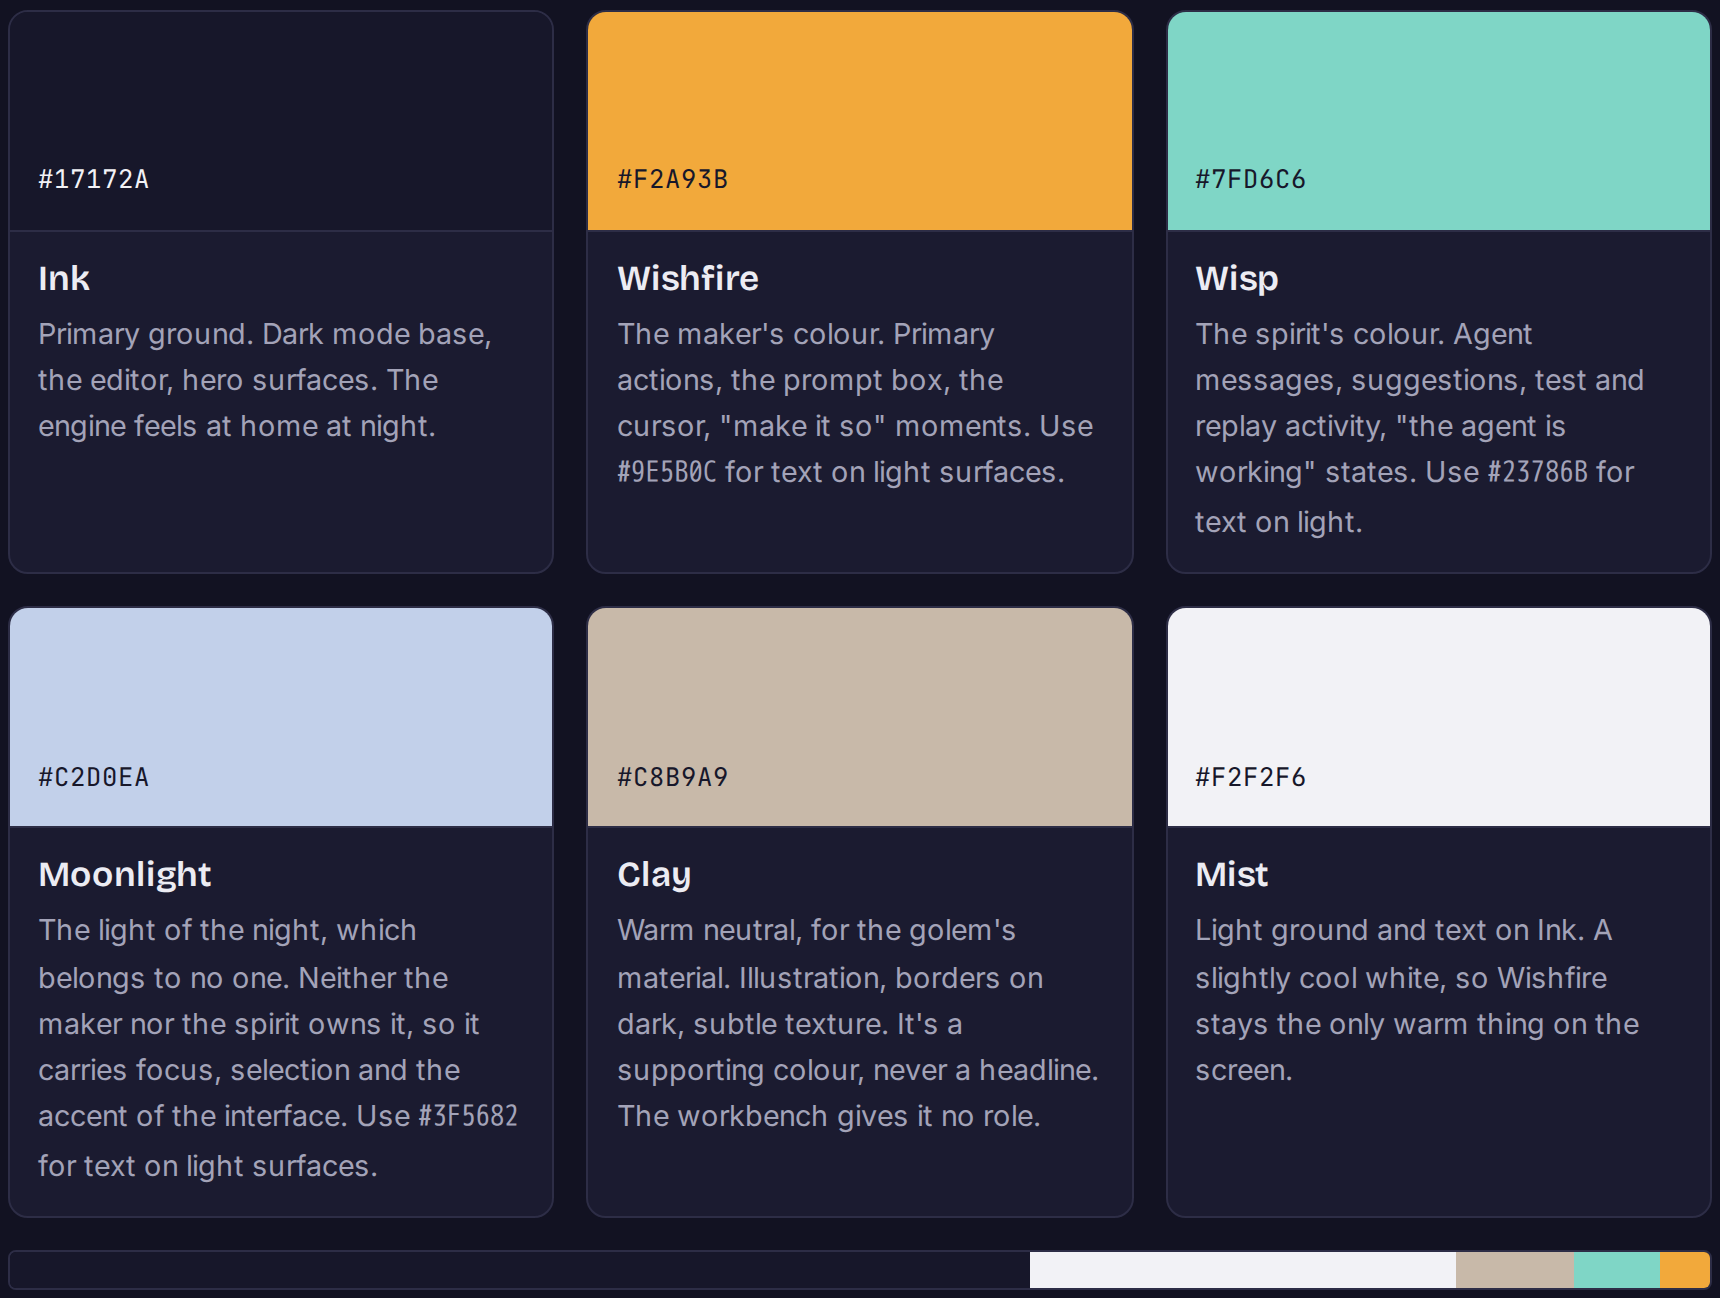 #17172A
Ink
Primary ground. Dark mode base,
the editor, hero surfaces. The
engine feels at home at night.
#F2A93B
Wishfire
The maker's colour. Primary
actions, the prompt box, the
cursor, "make it so" moments. Use
#9E5B0C for text on light surfaces.
#7FD6C6
Wisp
The spirit's colour. Agent
messages, suggestions, test and
replay activity, "the agent is
working" states. Use #23786B for
text on light.
#C2D0EA
Moonlight
The light of the night, which
belongs to no one. Neither the
maker nor the spirit owns it, so it
carries focus, selection and the
accent of the interface. Use #3F5682
for text on light surfaces.
#C8B9A9
Clay
Warm neutral, for the golem's
material. Illustration, borders on
dark, subtle texture. It's a
supporting colour, never a headline.
The workbench gives it no role.
#F2F2F6
Mist
Light ground and text on Ink. A
slightly cool white, so Wishfire
stays the only warm thing on the
screen.